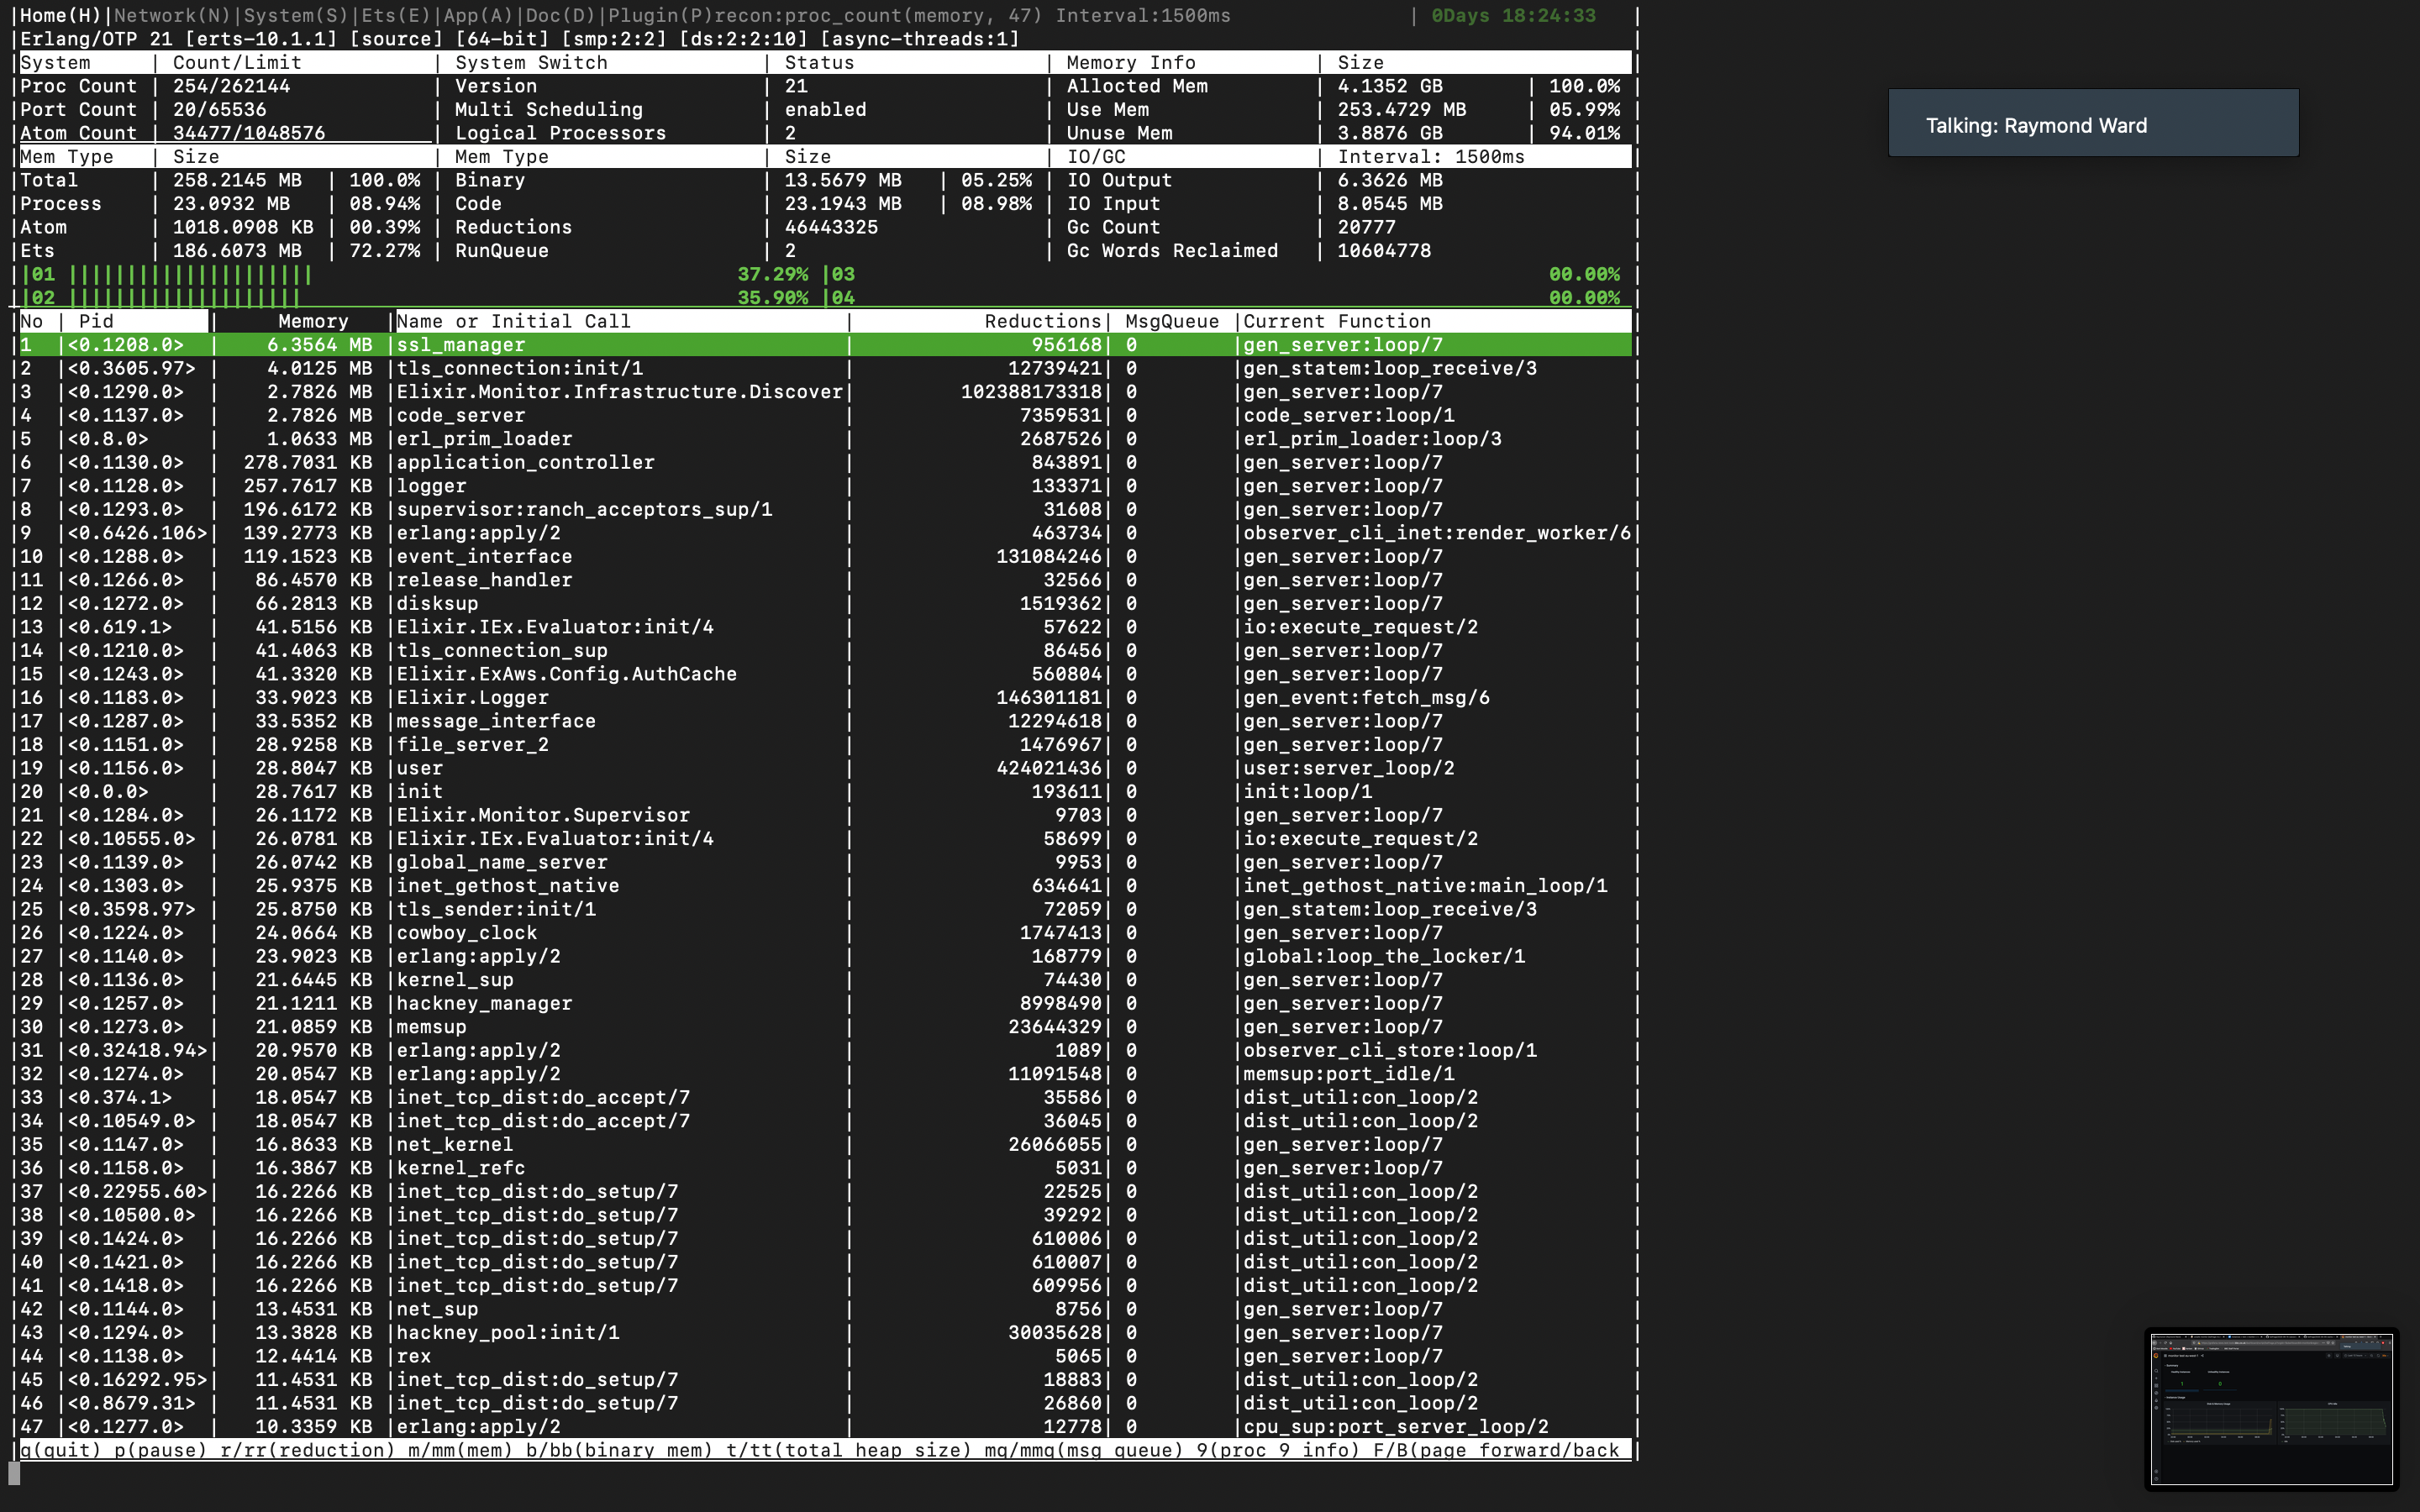 |Home(H)|Network(N)|System(S)|Ets(E)|App(A)|Doc(D)|Plugin(P)recon:proc_count(memory, 47) Interval:1500ms | 0Days 18:24:33 |
|Erlang/OTP 21 [erts-10.1.1] [source] [64-bit] [smp:2:2] [ds:2:2:10] [async-threads:1] |
|System | Count/Limit | System Switch | Status | Memory Info | Size |
|Proc Count | 254/262144 | Version | 21 | Allocted Mem | 4.1352 GB | 100.0% |
|Port Count | 20/65536 | Multi Scheduling | enabled | Use Mem | 253.4729 MB | 05.99% |
|Atom Count | 34477/1048576 | Logical Processors | 2 | Unuse Mem | 3.8876 GB | 94.01% |
|Mem Type | Size | Mem Type | Size | IO/GC | Interval: 1500ms |
|Total | 258.2145 MB | 100.0% | Binary | 13.5679 MB | 05.25% | IO Output | 6.3626 MB |
|Process | 23.0932 MB | 08.94% | Code | 23.1943 MB | 08.98% | IO Input | 8.0545 MB |
|Atom | 1018.0908 KB | 00.39% | Reductions | 46443325 | Gc Count | 20777 |
|Ets | 186.6073 MB | 72.27% | RunQueue | 2 | Gc Words Reclaimed | 10604778 |
|01 ||||||||||||||||||||| 37.29% |03 00.00% |
|02 |||||||||||||||||||| 35.90% |04 00.00% |
|No | Pid | Memory |Name or Initial Call | Reductions| MsgQueue |Current Function |
|1 |<0.1208.0> | 6.3564 MB |ssl_manager | 956168| 0 |gen_server:loop/7 |
|2 |<0.3605.97> | 4.0125 MB |tls_connection:init/1 | 12739421| 0 |gen_statem:loop_receive/3 |
|3 |<0.1290.0> | 2.7826 MB |Elixir.Monitor.Infrastructure.Discover| 102388173318| 0 |gen_server:loop/7 |
|4 |<0.1137.0> | 2.7826 MB |code_server | 7359531| 0 |code_server:loop/1 |
|5 |<0.8.0> | 1.0633 MB |erl_prim_loader | 2687526| 0 |erl_prim_loader:loop/3 |
|6 |<0.1130.0> | 278.7031 KB |application_controller | 843891| 0 |gen_server:loop/7 |
|7 |<0.1128.0> | 257.7617 KB |logger | 133371| 0 |gen_server:loop/7 |
|8 |<0.1293.0> | 196.6172 KB |supervisor:ranch_acceptors_sup/1 | 31608| 0 |gen_server:loop/7 |
|9 |<0.6426.106>| 139.2773 KB |erlang:apply/2 | 463734| 0 |observer_cli_inet:render_worker/6|
|10 |<0.1288.0> | 119.1523 KB |event_interface | 131084246| 0 |gen_server:loop/7 |
|11 |<0.1266.0> | 86.4570 KB |release_handler | 32566| 0 |gen_server:loop/7 |
|12 |<0.1272.0> | 66.2813 KB |disksup | 1519362| 0 |gen_server:loop/7 |
|13 |<0.619.1> | 41.5156 KB |Elixir.IEx.Evaluator:init/4 | 57622| 0 |io:execute_request/2 |
|14 |<0.1210.0> | 41.4063 KB |tls_connection_sup | 86456| 0 |gen_server:loop/7 |
|15 |<0.1243.0> | 41.3320 KB |Elixir.ExAws.Config.AuthCache | 560804| 0 |gen_server:loop/7 |
|16 |<0.1183.0> | 33.9023 KB |Elixir.Logger | 146301181| 0 |gen_event:fetch_msg/6 |
|17 |<0.1287.0> | 33.5352 KB |message_interface | 12294618| 0 |gen_server:loop/7 |
|18 |<0.1151.0> | 28.9258 KB |file_server_2 | 1476967| 0 |gen_server:loop/7 |
|19 |<0.1156.0> | 28.8047 KB |user | 424021436| 0 |user:server_loop/2 |
|20 |<0.0.0> | 28.7617 KB |init | 193611| 0 |init:loop/1 |
|21 |<0.1284.0> | 26.1172 KB |Elixir.Monitor.Supervisor | 9703| 0 |gen_server:loop/7 |
|22 |<0.10555.0> | 26.0781 KB |Elixir.IEx.Evaluator:init/4 | 58699| 0 |io:execute_request/2 |
|23 |<0.1139.0> | 26.0742 KB |global_name_server | 9953| 0 |gen_server:loop/7 |
|24 |<0.1303.0> | 25.9375 KB |inet_gethost_native | 634641| 0 |inet_gethost_native:main_loop/1 |
|25 |<0.3598.97> | 25.8750 KB |tls_sender:init/1 | 72059| 0 |gen_statem:loop_receive/3 |
|26 |<0.1224.0> | 24.0664 KB |cowboy_clock | 1747413| 0 |gen_server:loop/7 |
|27 |<0.1140.0> | 23.9023 KB |erlang:apply/2 | 168779| 0 |global:loop_the_locker/1 |
|28 |<0.1136.0> | 21.6445 KB |kernel_sup | 74430| 0 |gen_server:loop/7 |
|29 |<0.1257.0> | 21.1211 KB |hackney_manager | 8998490| 0 |gen_server:loop/7 |
|30 |<0.1273.0> | 21.0859 KB |memsup | 23644329| 0 |gen_server:loop/7 |
|31 |<0.32418.94>| 20.9570 KB |erlang:apply/2 | 1089| 0 |observer_cli_store:loop/1 |
|32 |<0.1274.0> | 20.0547 KB |erlang:apply/2 | 11091548| 0 |memsup:port_idle/1 |
|33 |<0.374.1> | 18.0547 KB |inet_tcp_dist:do_accept/7 | 35586| 0 |dist_util:con_loop/2 |
|34 |<0.10549.0> | 18.0547 KB |inet_tcp_dist:do_accept/7 | 36045| 0 |dist_util:con_loop/2 |
|35 |<0.1147.0> | 16.8633 KB |net_kernel | 26066055| 0 |gen_server:loop/7 |
|36 |<0.1158.0> | 16.3867 KB |kernel_refc | 5031| 0 |gen_server:loop/7 |
|37 |<0.22955.60>| 16.2266 KB |inet_tcp_dist:do_setup/7 | 22525| 0 |dist_util:con_loop/2 |
|38 |<0.10500.0> | 16.2266 KB |inet_tcp_dist:do_setup/7 | 39292| 0 |dist_util:con_loop/2 |
|39 |<0.1424.0> | 16.2266 KB |inet_tcp_dist:do_setup/7 | 610006| 0 |dist_util:con_loop/2 |
|40 |<0.1421.0> | 16.2266 KB |inet_tcp_dist:do_setup/7 | 610007| 0 |dist_util:con_loop/2 |
|41 |<0.1418.0> | 16.2266 KB |inet_tcp_dist:do_setup/7 | 609956| 0 |dist_util:con_loop/2 |
|42 |<0.1144.0> | 13.4531 KB |net_sup | 8756| 0 |gen_server:loop/7 |
|43 |<0.1294.0> | 13.3828 KB |hackney_pool:init/1 | 30035628| 0 |gen_server:loop/7 |
|44 |<0.1138.0> | 12.4414 KB |rex | 5065| 0 |gen_server:loop/7 |
|45 |<0.16292.95>| 11.4531 KB |inet_tcp_dist:do_setup/7 | 18883| 0 |dist_util:con_loop/2 |
|46 |<0.8679.31> | 11.4531 KB |inet_tcp_dist:do_setup/7 | 26860| 0 |dist_util:con_loop/2 |
|47 |<0.1277.0> | 10.3359 KB |erlang:apply/2 | 12778| 0 |cpu_sup:port_server_loop/2 |
|q(quit) p(pause) r/rr(reduction) m/mm(mem) b/bb(binary mem) t/tt(total heap size) mq/mmq(msg queue) 9(proc 9 info) F/B(page forward/back |
Talking: Raymond Ward